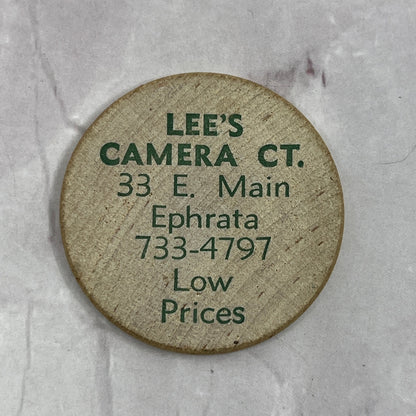 LEE'S
CAMERA CT.
33 E. Main
Ephrata
733-4797
Low
Prices